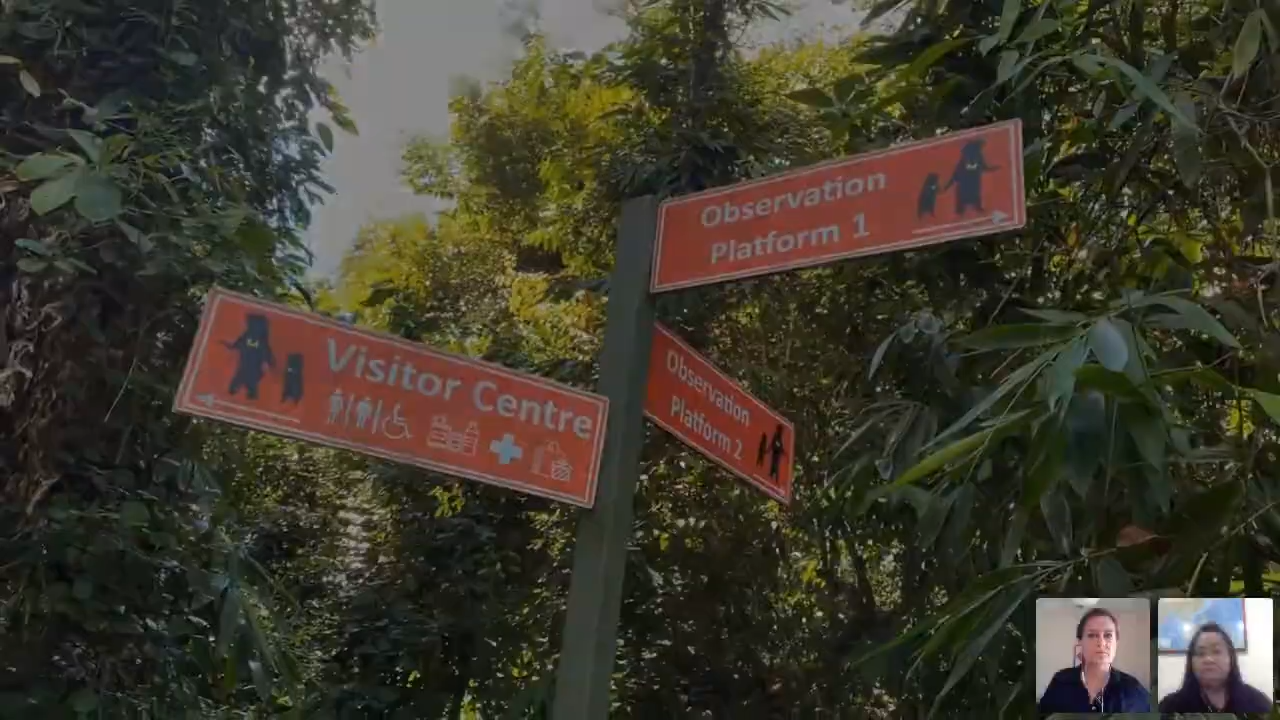 Observation
Platform 1
Visitor Centre
Observation
Platform 2